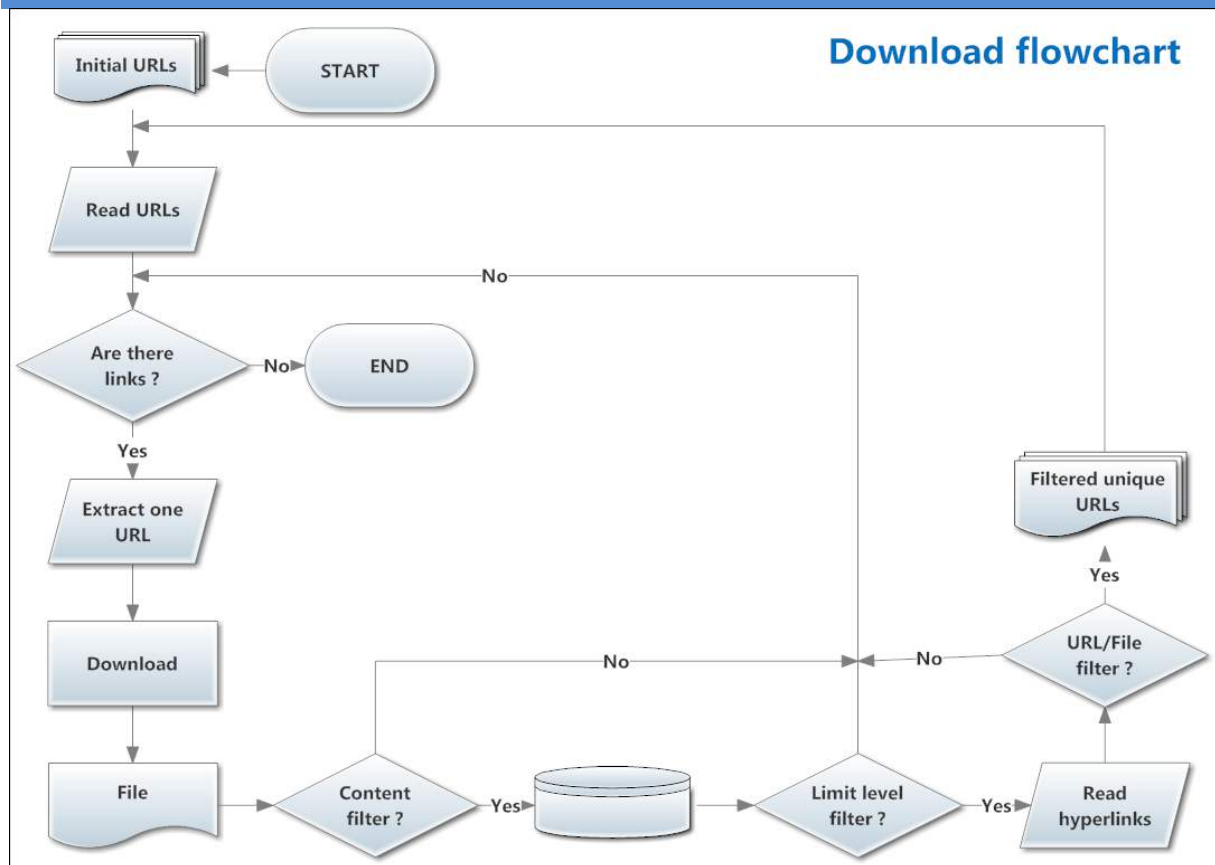 Download flowchart
Initial URLs
START
Read URLs
No
Are there
links ?
No
END
Yes
Extract one
URL
Filtered unique
URLs
Yes
Download
No
No
URL/File
filter ?
File
Content
filter ?
Yes
Limit level
filter ?
Yes
Read
hyperlinks